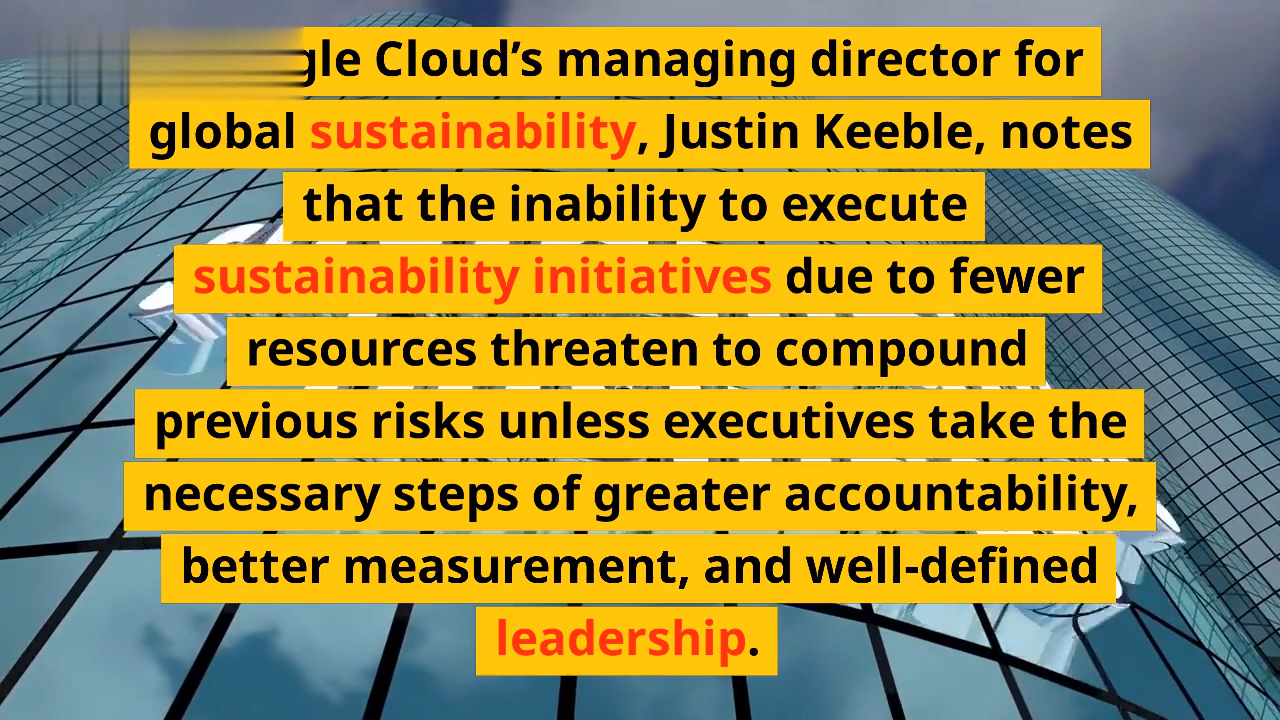 Cloud’s managing director for
global sustainability, Justin Keeble, notes
that the inability to execute
sustainability initiatives due to fewer
resources threaten to compound
previous risks unless executives take the
necessary steps of greater accountability,
better measurement, and well-defined
leadership.